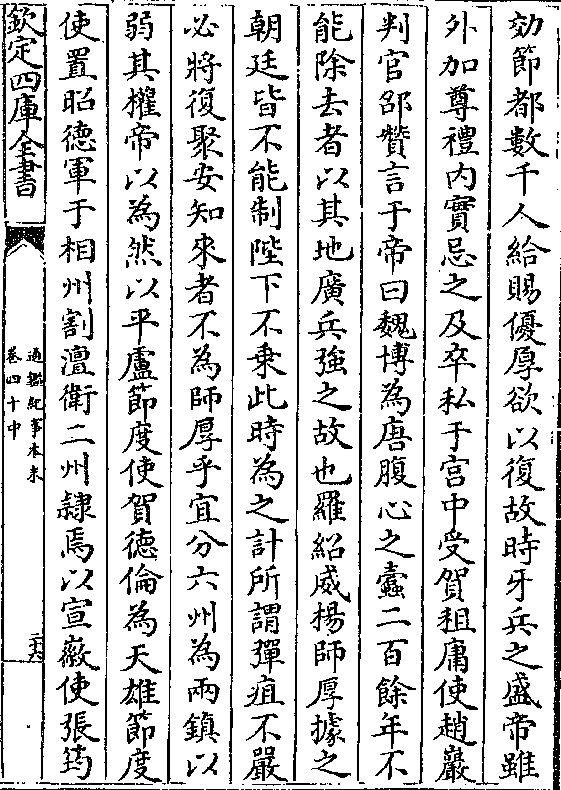 効節都數千人給賜優厚欲以復故時牙兵之盛帝雖
外加尊禮内實忌之及卒私于宫中受賀租庸使趙巖
判官邵贊言于帝曰魏博為唐腹心之蠧二百餘年不
能除去者以其地廣兵強之故也羅紹威楊師厚據之
朝廷皆不能制陛下不乗此時為之計所謂彈疽不嚴
必將復聚安知來者不為師厚乎宜分六州為兩鎮以
弱其權帝以為然以平盧節度使賀德倫為天雄節度
使置昭德軍于相州割澶衛二州隸焉以宣徽使張筠
欽定四庫全書
通鑑紀事本末
卷四十中
三十六